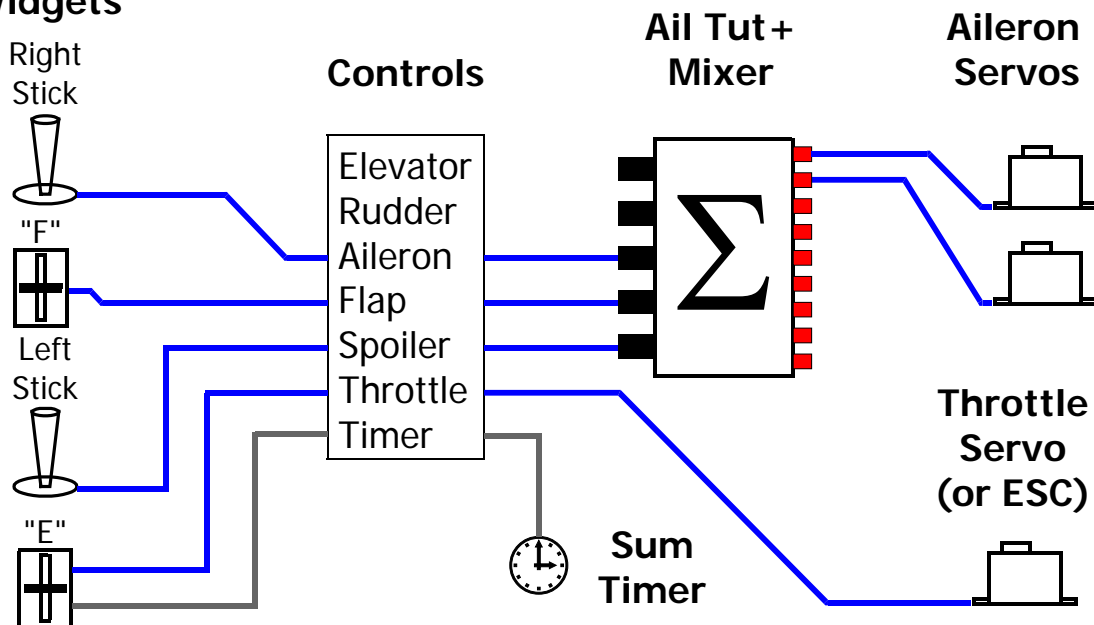 Right
Stick
"F"
Left
Stick
"E"
Controls
Elevator
Rudder
Aileron
Flap
Spoiler
Throttle
Timer
Ail Tut+
Mixer
Σ
Sum
Timer
Aileron
Servos
Throttle
Servo
(or ESC)